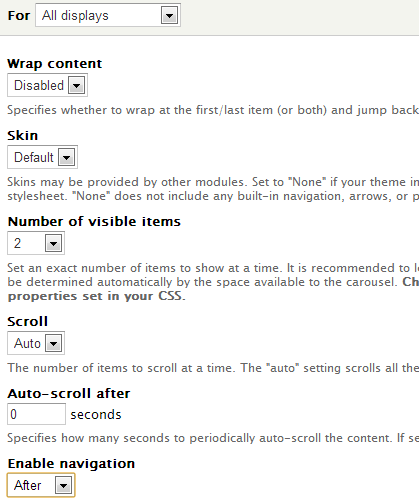 For All displays
Wrap content
Disabled
Specifies whether to wrap at the first/last item (or both) and jump back
Skin
Default
Skins may be provided by other modules. Set to "None" if your theme in
stylesheet. "None" does not include any built-in navigation, arrows, or p
Number of visible items
2
Set an exact number of items to show at a time. It is recommended to l
be determined automatically by the space available to the carousel. Ch
properties set in your CSS.
Scroll
Auto
The number of items to scroll at a time. The "auto" setting scrolls all the
Auto-scroll after
0 seconds
Specifies how many seconds to periodically auto-scroll the content. If se
Enable navigation
After